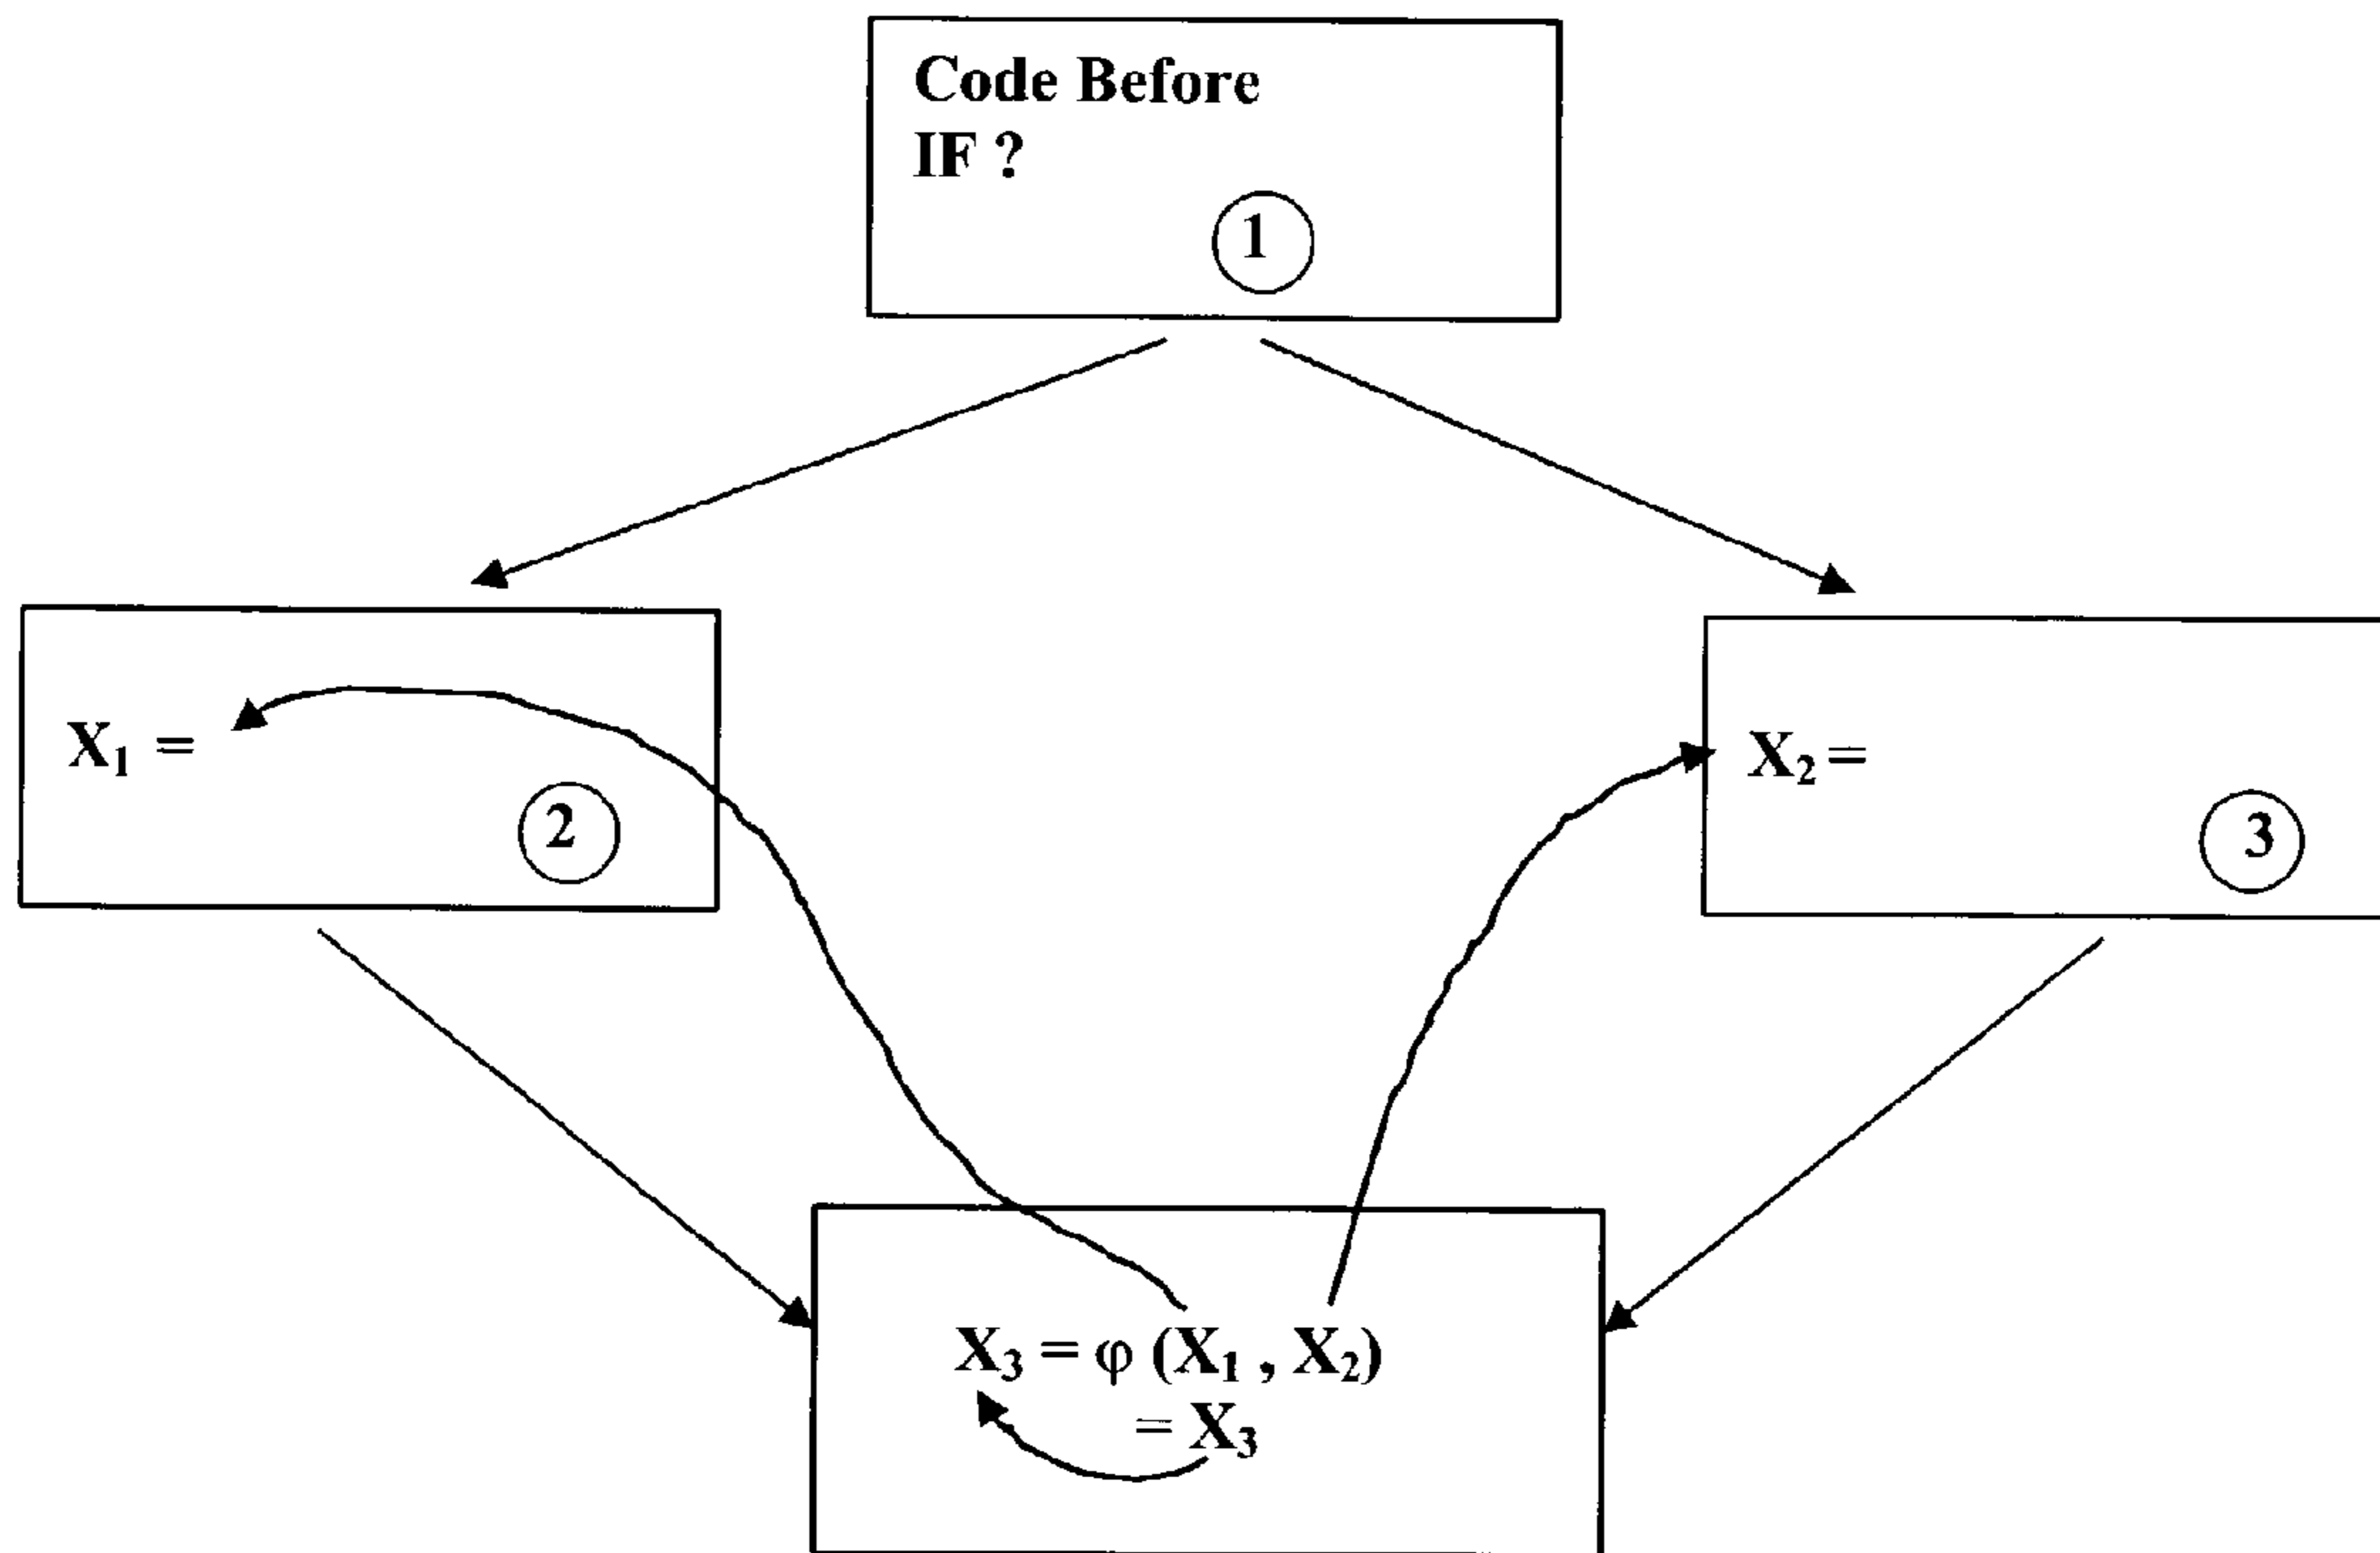 Code Before
IF ?
1
X₁ =
2
X₂ =
3
X₃ = φ (X₁ , X₂)
= X₃